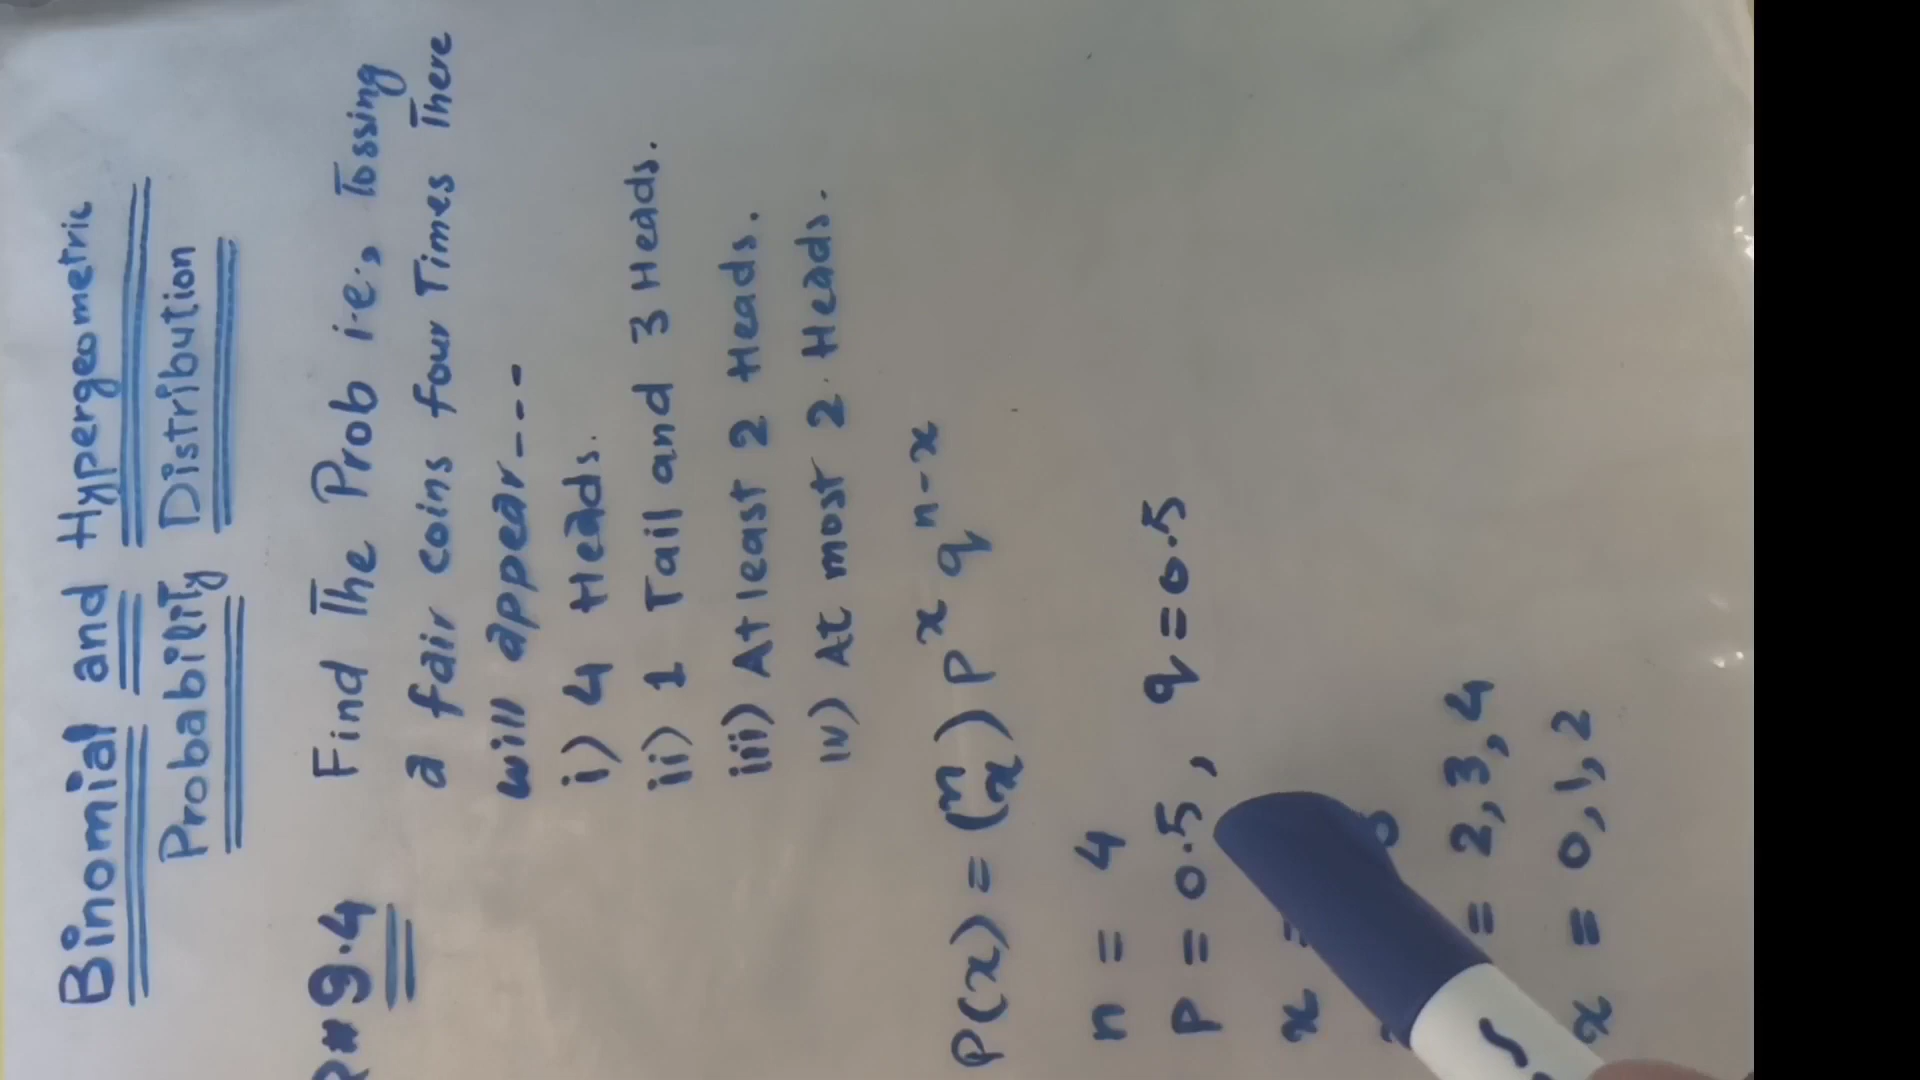 Binomial and Hypergeometric
Probability Distribution
P# 9.4 Find The Prob i.e., Tossing
a fair coins four Times There
will appear---
i) 4 Heads.
ii) 1 Tail and 3 Heads.
iii) At least 2 Heads.
iv) At most 2 Heads.
P(x) = (n x) p^x q^n-x
n = 4
p = 0.5, q = 0.5
x =
= 2,3,4
x = 0,1,2